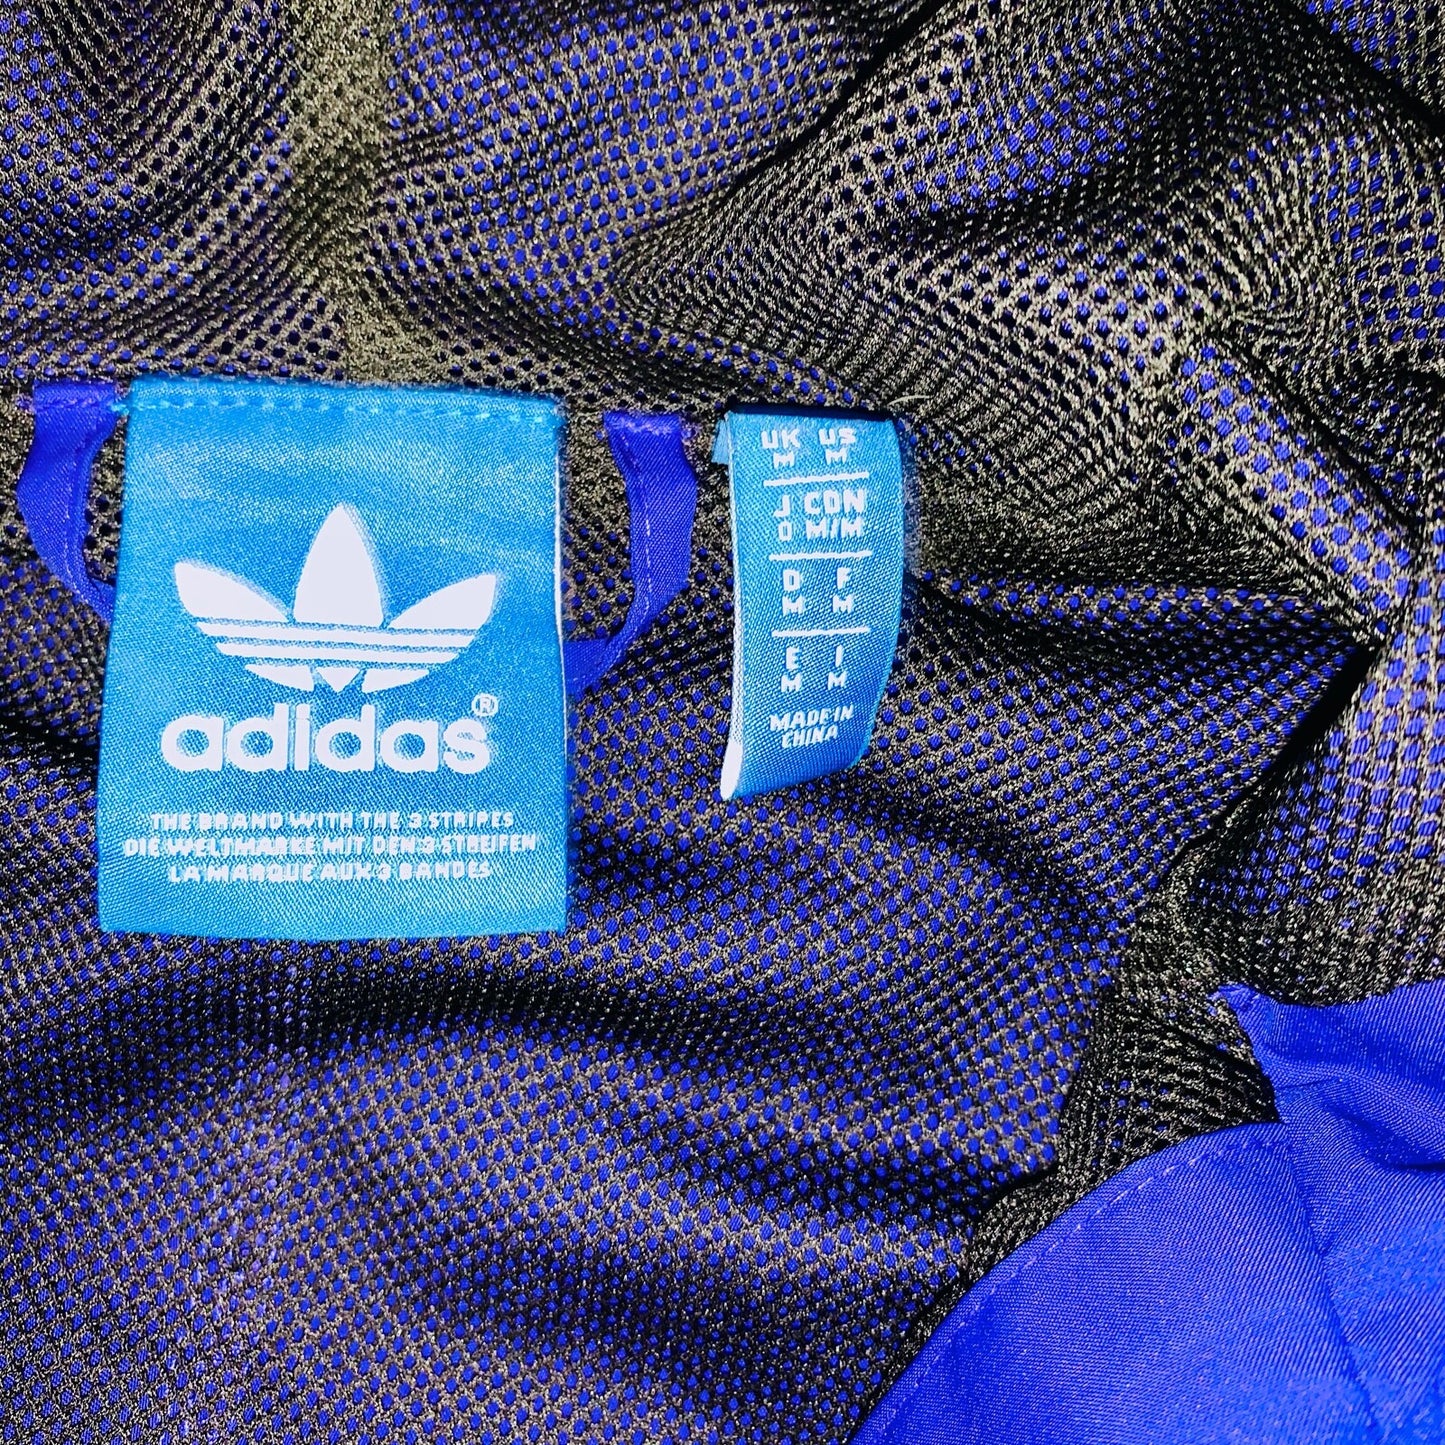 adidas®
THE BRAND WITH THE 3 STRIPES
DIE WELTMARKE MIT DEN 3 STREIFEN
LA MARQUE AUX 3 BANDES
UK US
M M
J CDN
O M/M
D F
M M
E I
M M
MADE IN
CHINA